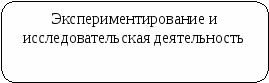 Экспериментирование и
исследовательская деятельность